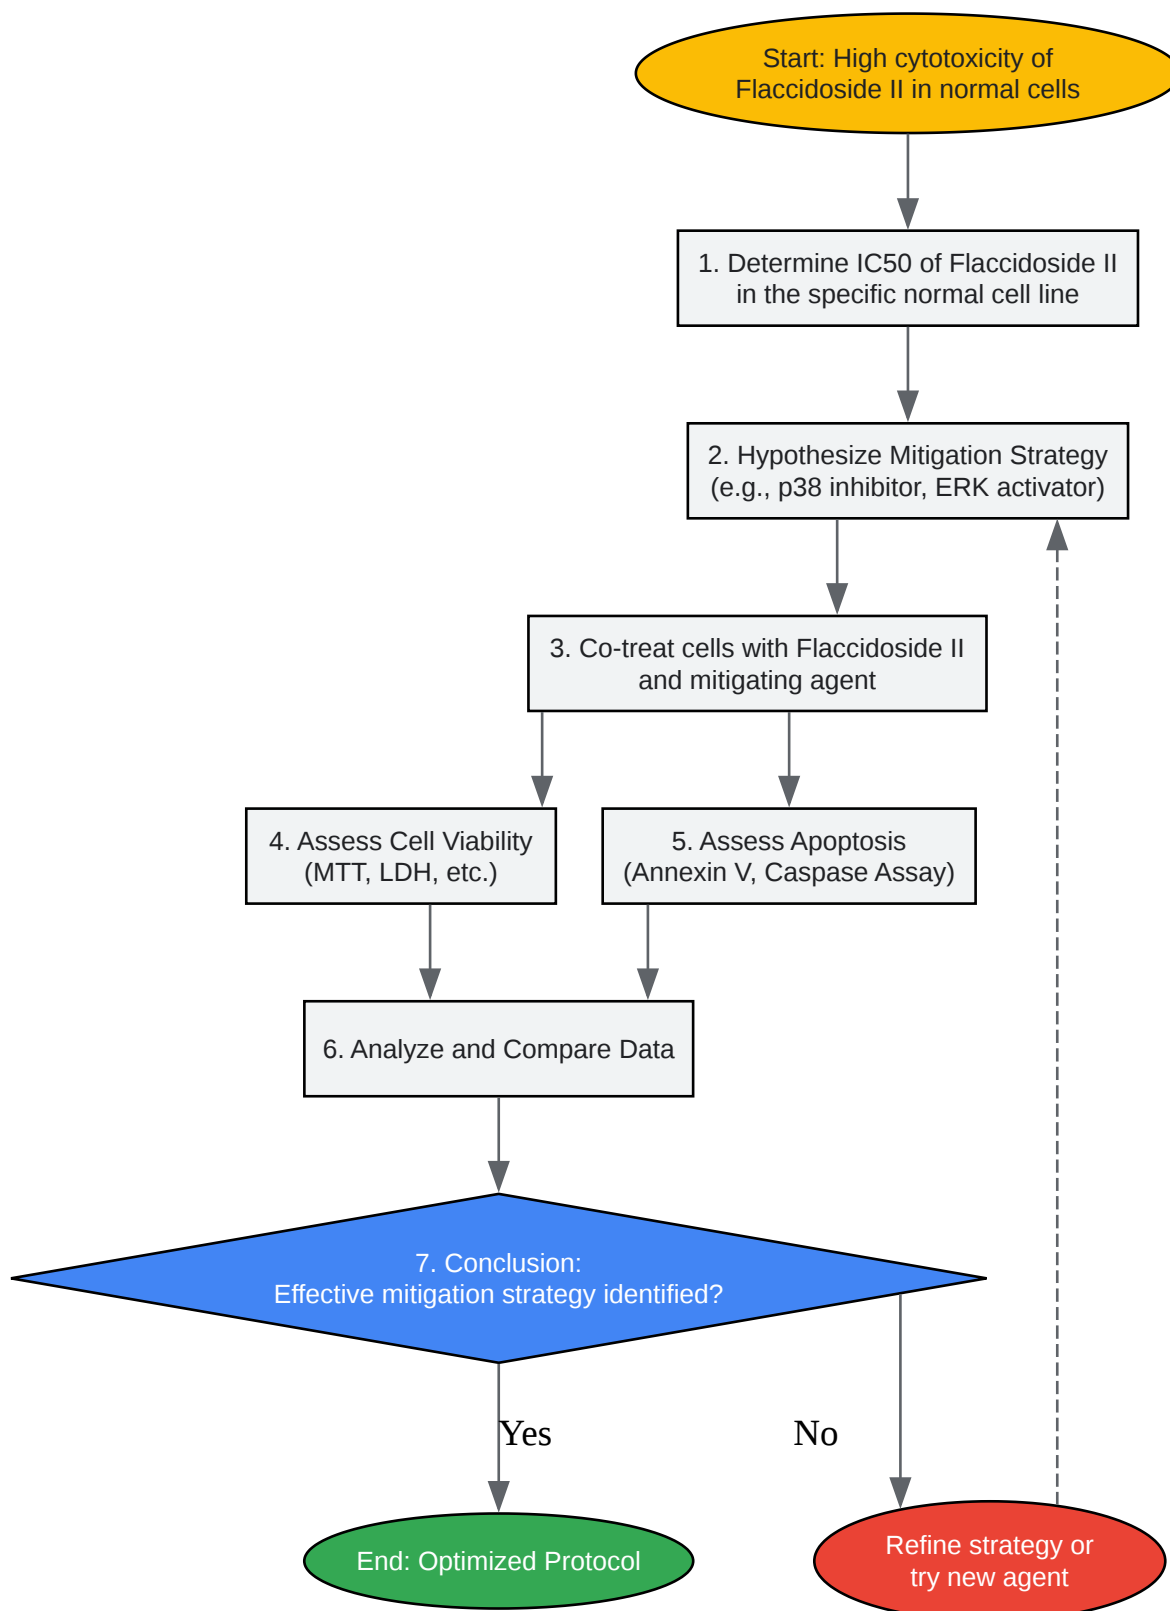 Start: High cytotoxicity of
Flaccidoside II in normal cells
1. Determine IC50 of Flaccidoside II
in the specific normal cell line
2. Hypothesize Mitigation Strategy
(e.g., p38 inhibitor, ERK activator)
3. Co-treat cells with Flaccidoside II
and mitigating agent
4. Assess Cell Viability
(MTT, LDH, etc.)
5. Assess Apoptosis
(Annexin V, Caspase Assay)
6. Analyze and Compare Data
7. Conclusion:
Effective mitigation strategy identified?
Yes
No
End: Optimized Protocol
Refine strategy or
try new agent